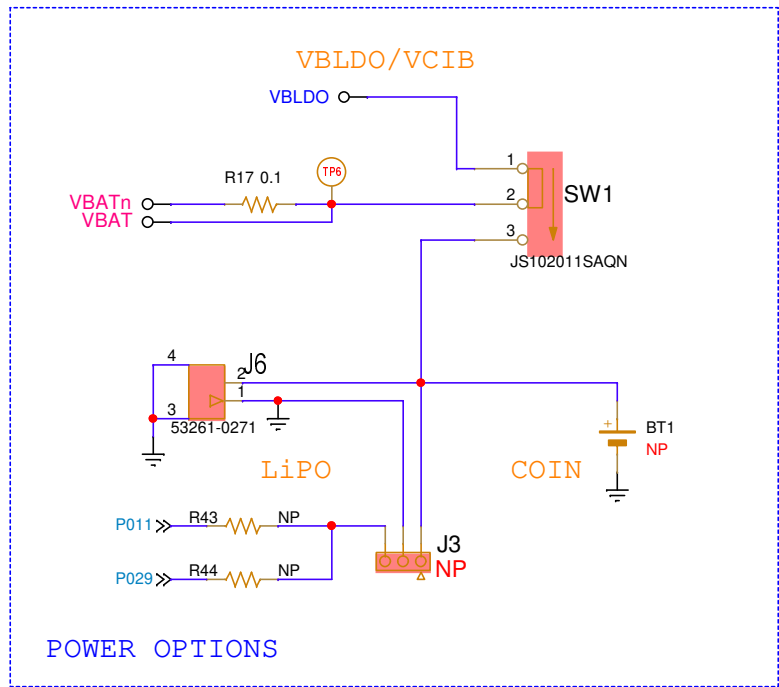 VBLDO/VCIB
VBLDO
1
R17 0.1
TP6
VBATn
2
SW1
VBAT
3
JS102011SAQN
4
J6
2
1
3
53261-0271
+
BT1
NP
LiPO
COIN
P011
R43
NP
J3
NP
P029
R44
NP
POWER OPTIONS